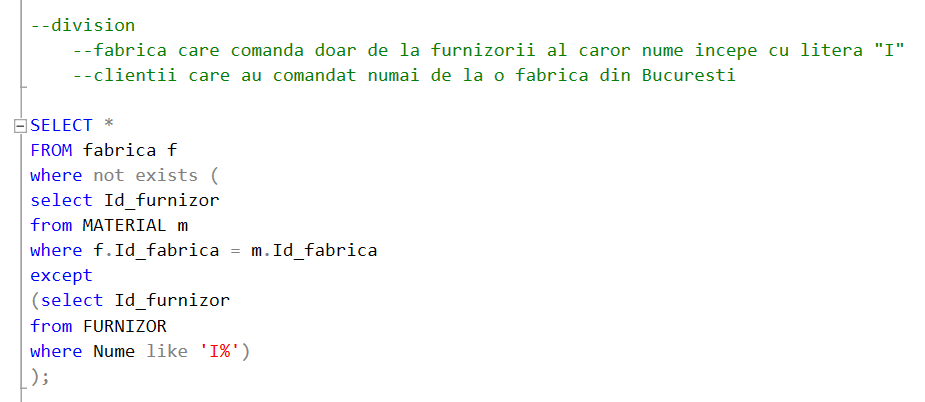 --division
--fabrica care comanda doar de la furnizorii al caror nume incepe cu litera "I"
--clientii care au comandat numai de la o fabrica din Bucuresti
SELECT *
FROM fabrica f
where not exists (
select Id_furnizor
from MATERIAL m
where f.Id_fabrica = m.Id_fabrica
except
(select Id_furnizor
from FURNIZOR
where Nume like 'I%')
);